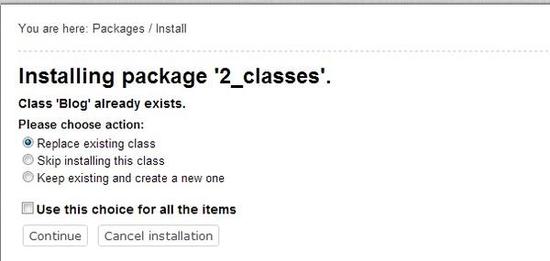 You are here: Packages / Install
Installing package '2_classes'.
Class 'Blog' already exists.
Please choose action:
Replace existing class
Skip installing this class
Keep existing and create a new one
Use this choice for all the items
Continue Cancel installation